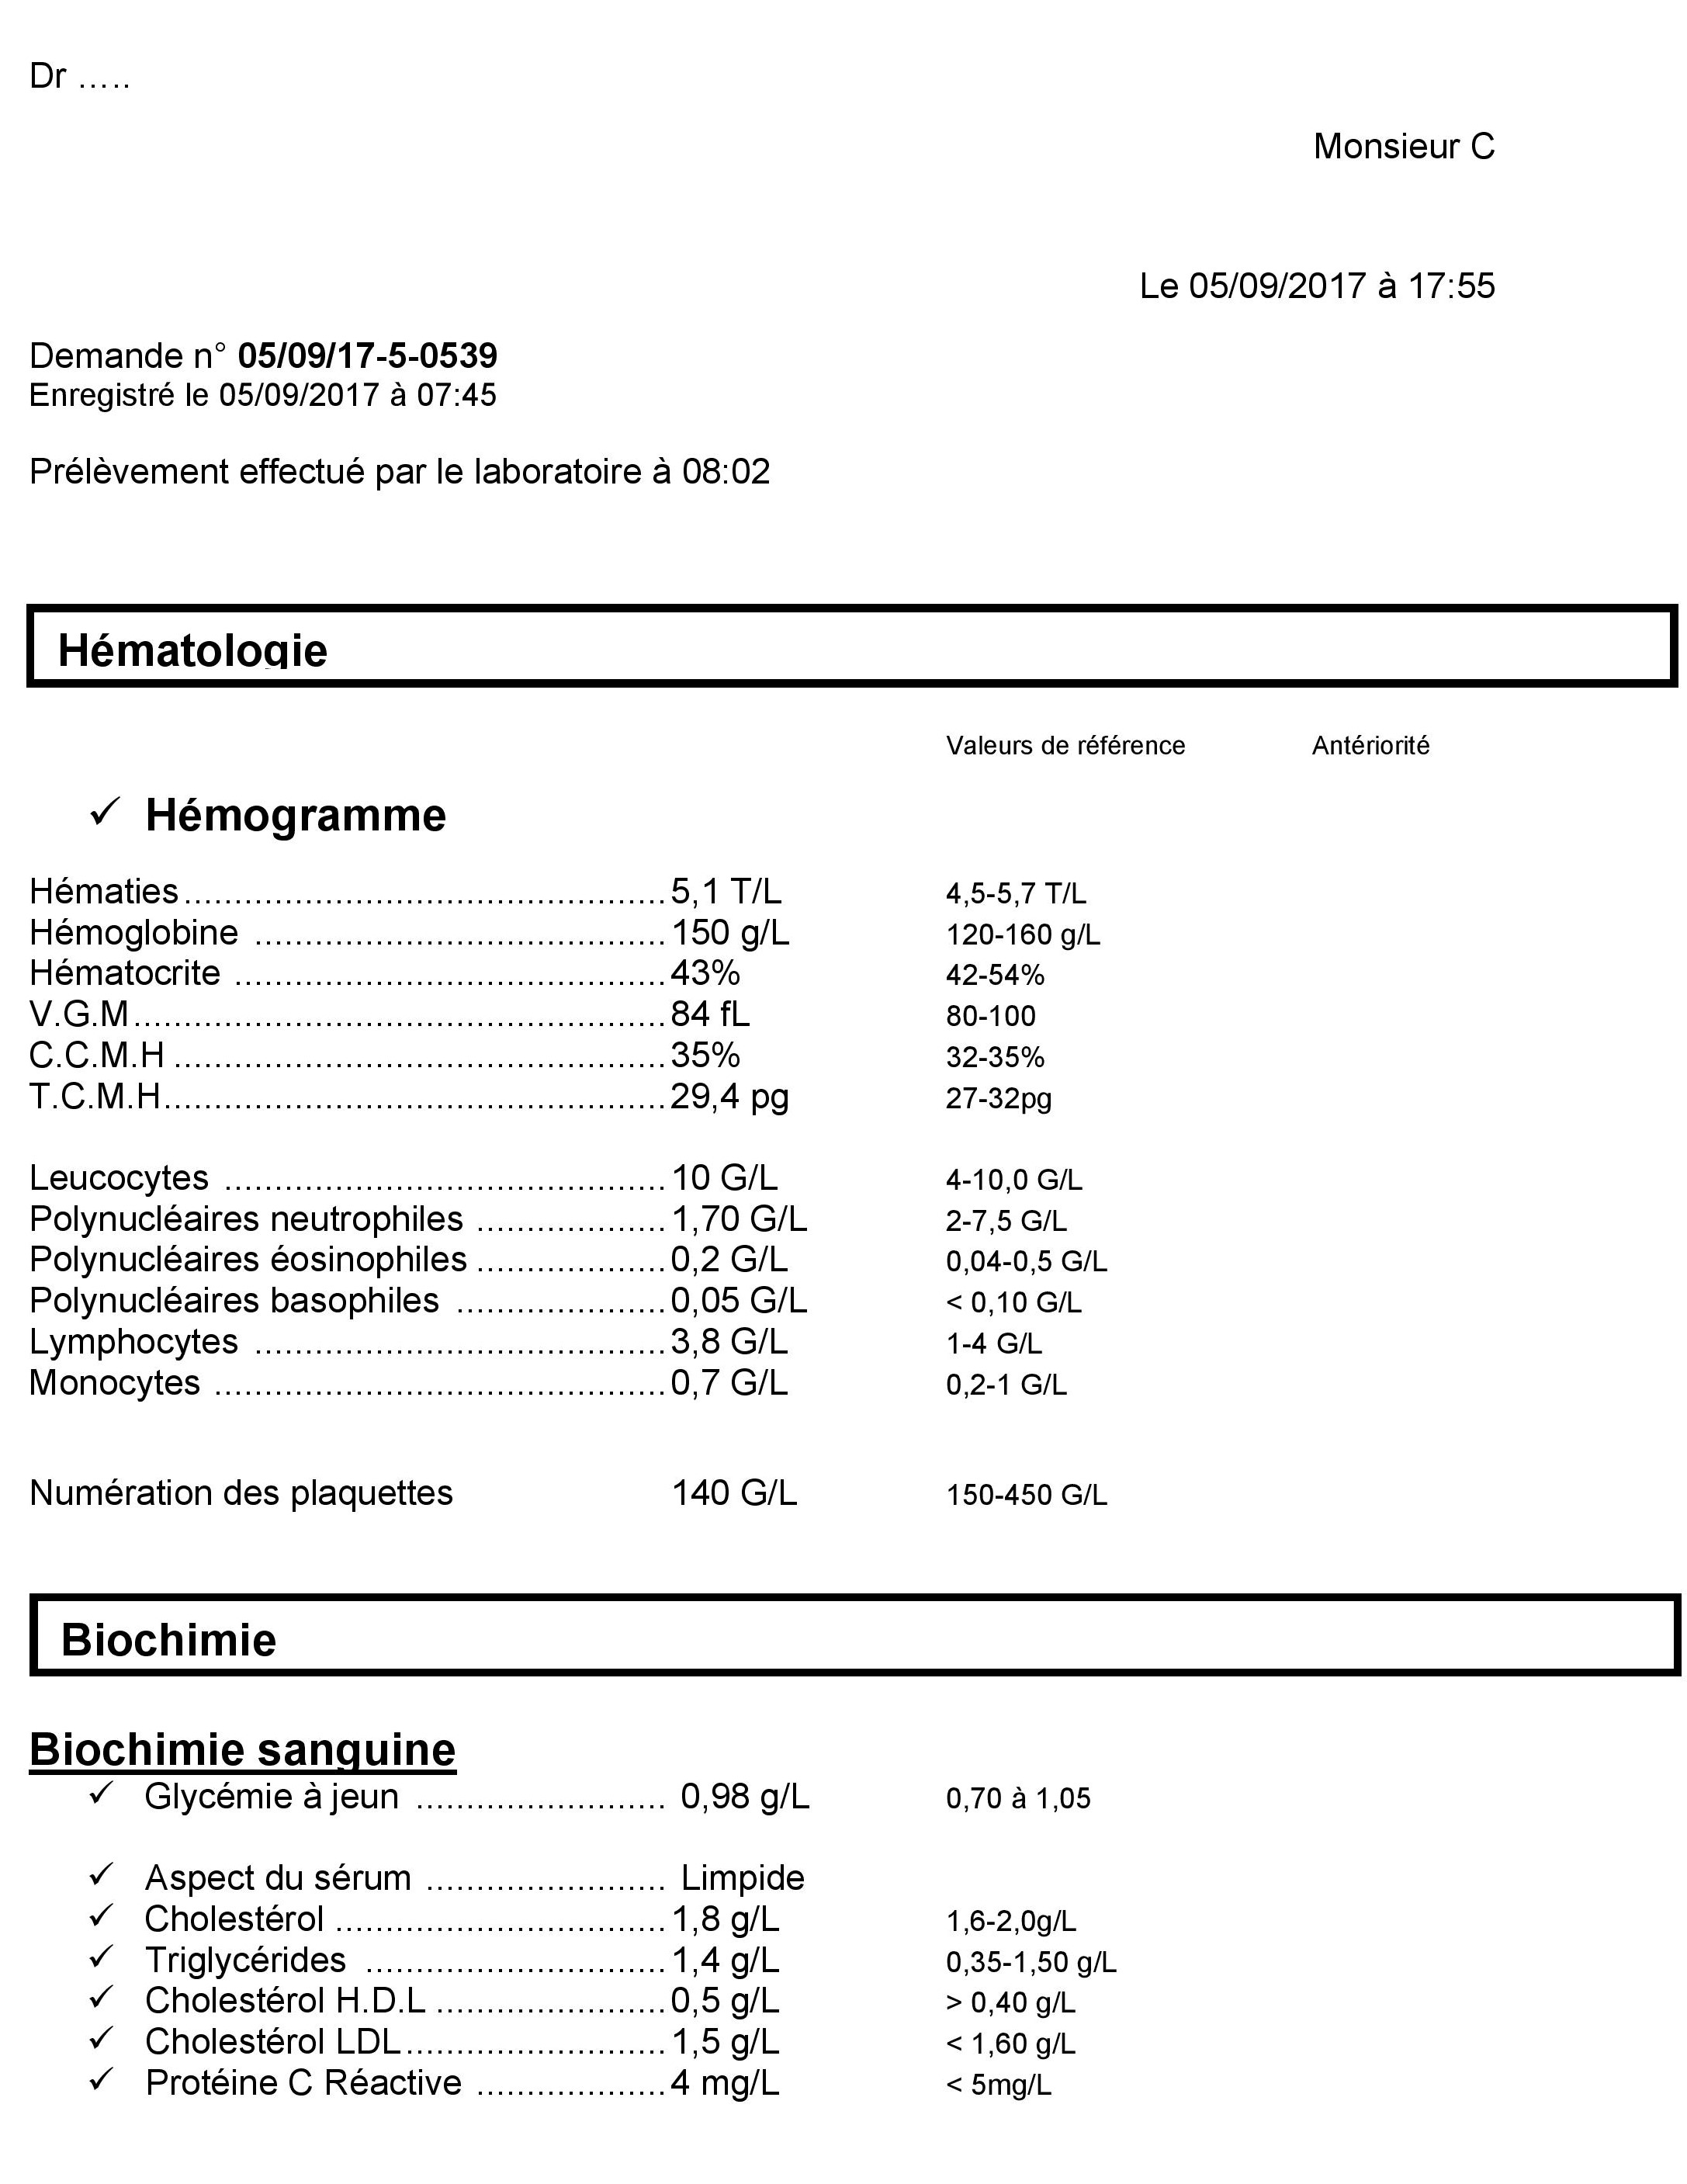 Dr …..
Monsieur C
Le 05/09/2017 à 17:55
Demande n° 05/09/17-5-0539
Enregistré le 05/09/2017 à 07:45
Prélèvement effectué par le laboratoire à 08:02
Hématologie
Valeurs de référence Antériorité
✓ Hémogramme
Hématies................................................5,1 T/L 4,5-5,7 T/L
Hémoglobine .........................................150 g/L 120-160 g/L
Hématocrite ...........................................43% 42-54%
V.G.M.....................................................84 fL 80-100
C.C.M.H .................................................35% 32-35%
T.C.M.H..................................................29,4 pg 27-32pg
Leucocytes ............................................10 G/L 4-10,0 G/L
Polynucléaires neutrophiles ...................1,70 G/L 2-7,5 G/L
Polynucléaires éosinophiles ...................0,2 G/L 0,04-0,5 G/L
Polynucléaires basophiles .....................0,05 G/L < 0,10 G/L
Lymphocytes .........................................3,8 G/L 1-4 G/L
Monocytes .............................................0,7 G/L 0,2-1 G/L
Numération des plaquettes 140 G/L 150-450 G/L
Biochimie
Biochimie sanguine
✓ Glycémie à jeun ......................... 0,98 g/L 0,70 à 1,05
✓ Aspect du sérum ........................ Limpide
✓ Cholestérol .................................1,8 g/L 1,6-2,0g/L
✓ Triglycérides ..............................1,4 g/L 0,35-1,50 g/L
✓ Cholestérol H.D.L .......................0,5 g/L > 0,40 g/L
✓ Cholestérol LDL..........................1,5 g/L < 1,60 g/L
✓ Protéine C Réactive ...................4 mg/L < 5mg/L